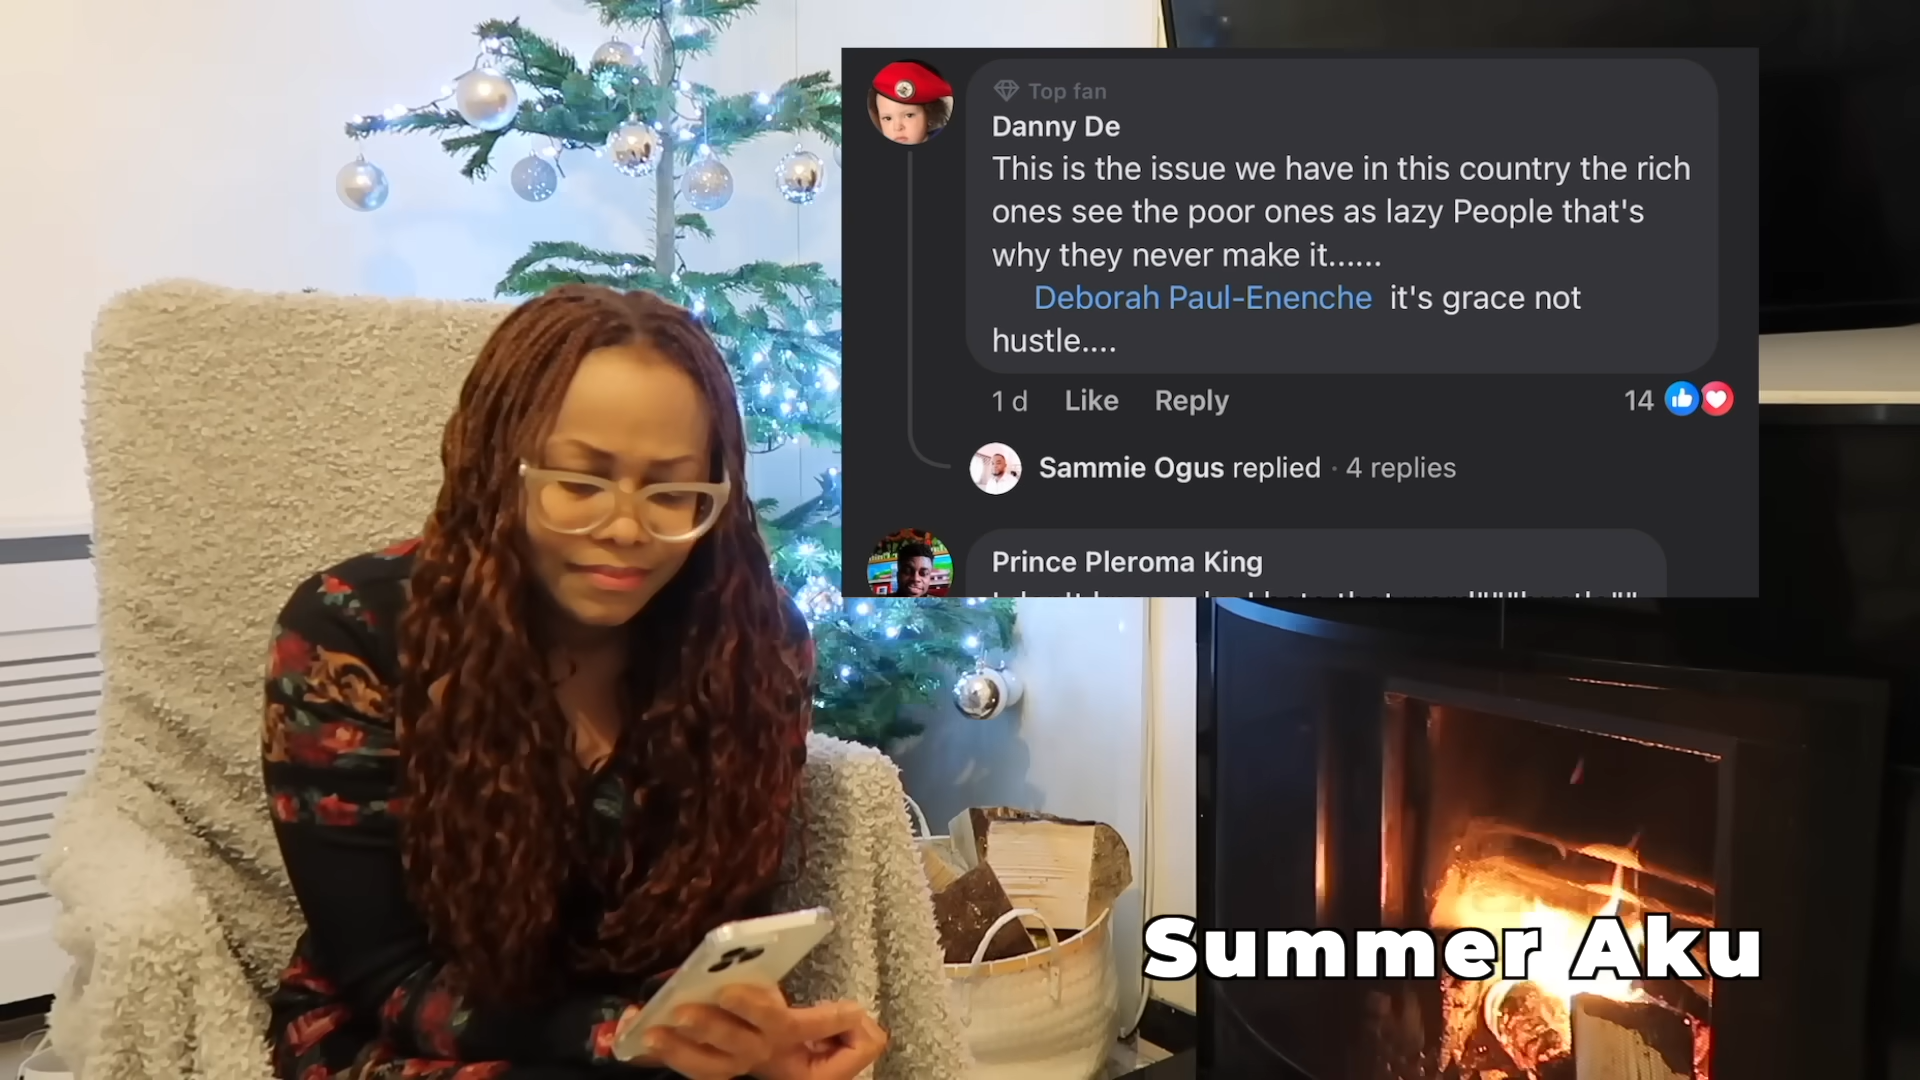 Top fan
Danny De
This is the issue we have in this country the rich
ones see the poor ones as lazy People that's
why they never make it......
Deborah Paul-Enenche it's grace not
hustle....
1 d Like Reply 14
Sammie Ogus replied · 4 replies
Prince Pleroma King
Summer Aku